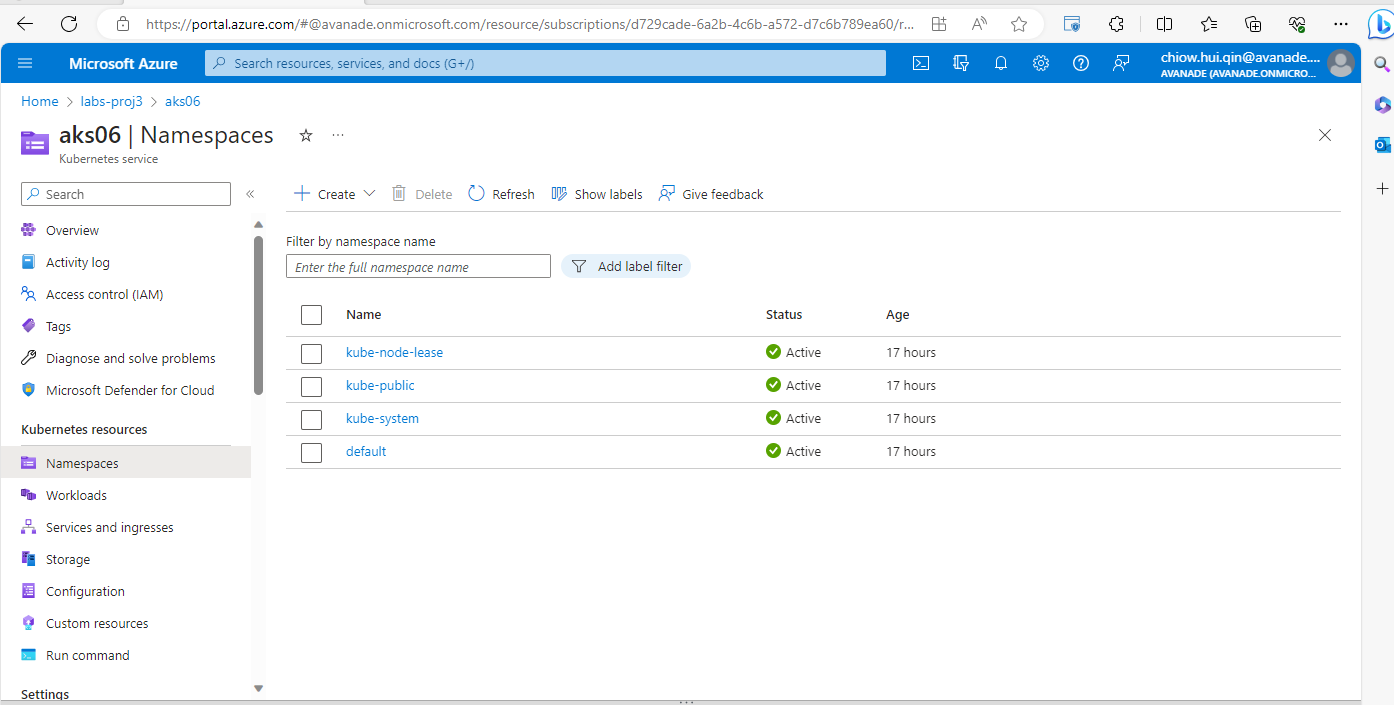 https://portal.azure.com/#@avanade.onmicrosoft.com/resource/subscriptions/d729cade-6a2b-4c6b-a572-d7c6b789ea60/r...
Microsoft Azure
Search resources, services, and docs (G+/)
chiow.hui.qin@avanade....
AVANADE (AVANADE.ONMICRO...
Home > labs-proj3 > aks06
aks06 | Namespaces
Kubernetes service
Search
Overview
Activity log
Access control (IAM)
Tags
Diagnose and solve problems
Microsoft Defender for Cloud
Kubernetes resources
Namespaces
Workloads
Services and ingresses
Storage
Configuration
Custom resources
Run command
Settings
Create Delete Refresh Show labels Give feedback
Filter by namespace name
Enter the full namespace name Add label filter
Name Status Age
kube-node-lease Active 17 hours
kube-public Active 17 hours
kube-system Active 17 hours
default Active 17 hours